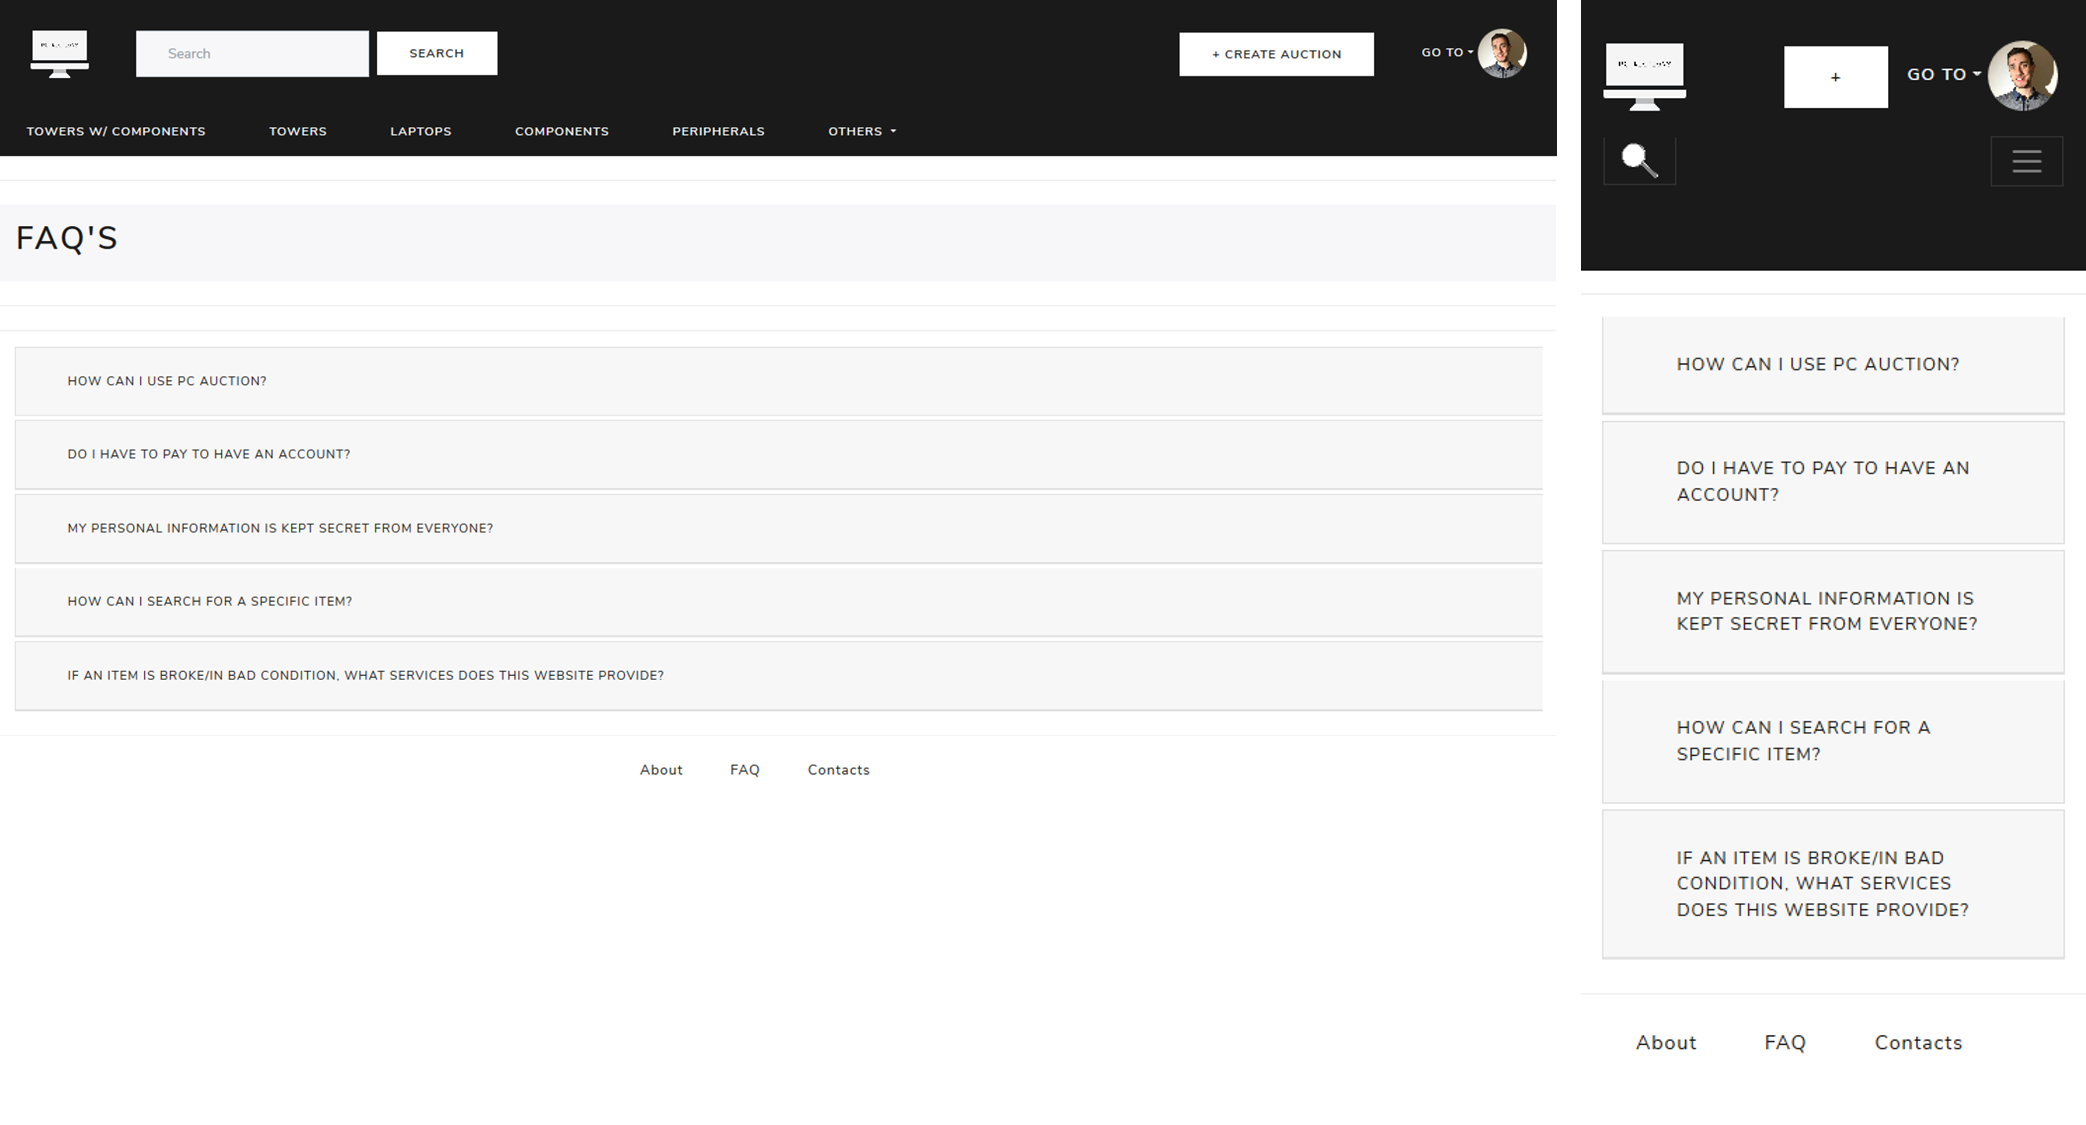 Search
SEARCH
+ CREATE AUCTION
GO TO
TOWERS W/ COMPONENTS
TOWERS
LAPTOPS
COMPONENTS
PERIPHERALS
OTHERS
FAQ'S
HOW CAN I USE PC AUCTION?
DO I HAVE TO PAY TO HAVE AN ACCOUNT?
MY PERSONAL INFORMATION IS KEPT SECRET FROM EVERYONE?
HOW CAN I SEARCH FOR A SPECIFIC ITEM?
IF AN ITEM IS BROKE/IN BAD CONDITION, WHAT SERVICES DOES THIS WEBSITE PROVIDE?
About
FAQ
Contacts
+
GO TO
HOW CAN I USE PC AUCTION?
DO I HAVE TO PAY TO HAVE AN
ACCOUNT?
MY PERSONAL INFORMATION IS
KEPT SECRET FROM EVERYONE?
HOW CAN I SEARCH FOR A
SPECIFIC ITEM?
IF AN ITEM IS BROKE/IN BAD
CONDITION, WHAT SERVICES
DOES THIS WEBSITE PROVIDE?
About
FAQ
Contacts